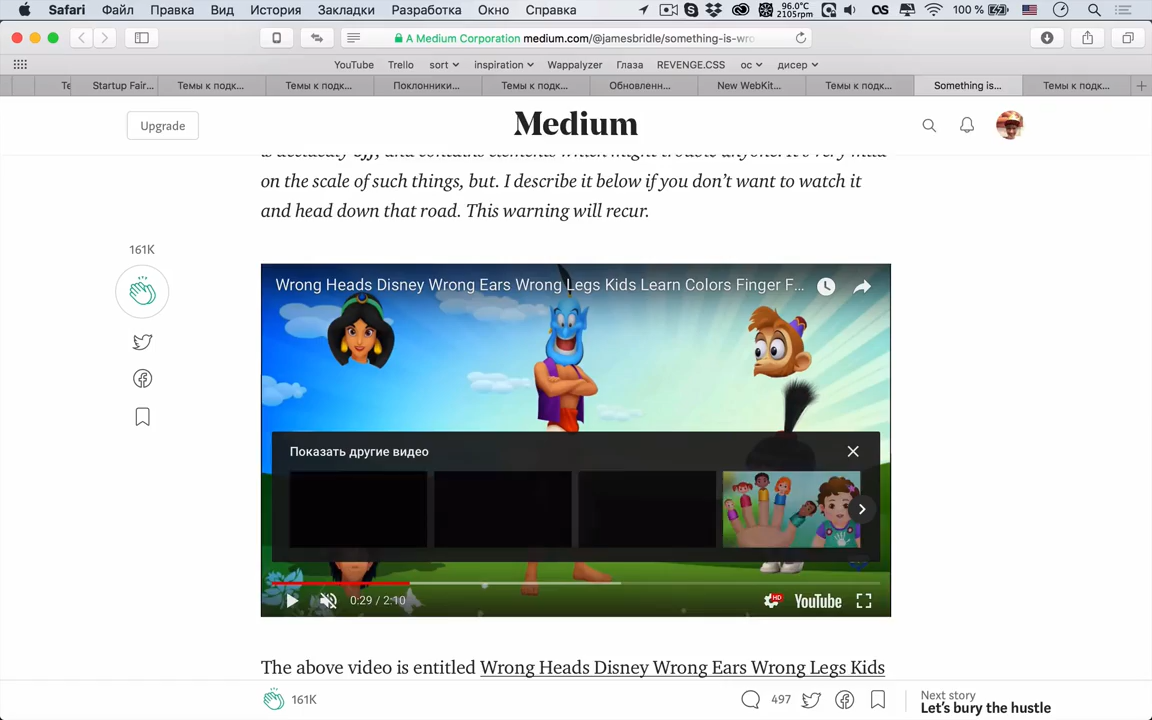 Safari Файл Правка Вид История Закладки Разработка Окно Справка 96.0°C 2105rpm 100 %
A Medium Corporation medium.com/@jamesbridle/something-is-wro
YouTube Trello sort inspiration Wappalyzer Глаза REVENGE.CSS ос дисер
Te Startup Fair... Темы к подк... Темы к подк... Поклонники... Темы к подк... Обновленн... New WebKit... Темы к подк... Something is... Темы к подк...
Upgrade Medium
on the scale of such things, but. I describe it below if you don't want to watch it
and head down that road. This warning will recur.
161K
Wrong Heads Disney Wrong Ears Wrong Legs Kids Learn Colors Finger F...
Показать другие видео
0:29 / 2:10 HD YouTube
The above video is entitled Wrong Heads Disney Wrong Ears Wrong Legs Kids
161K 497 Next story
Let's bury the hustle